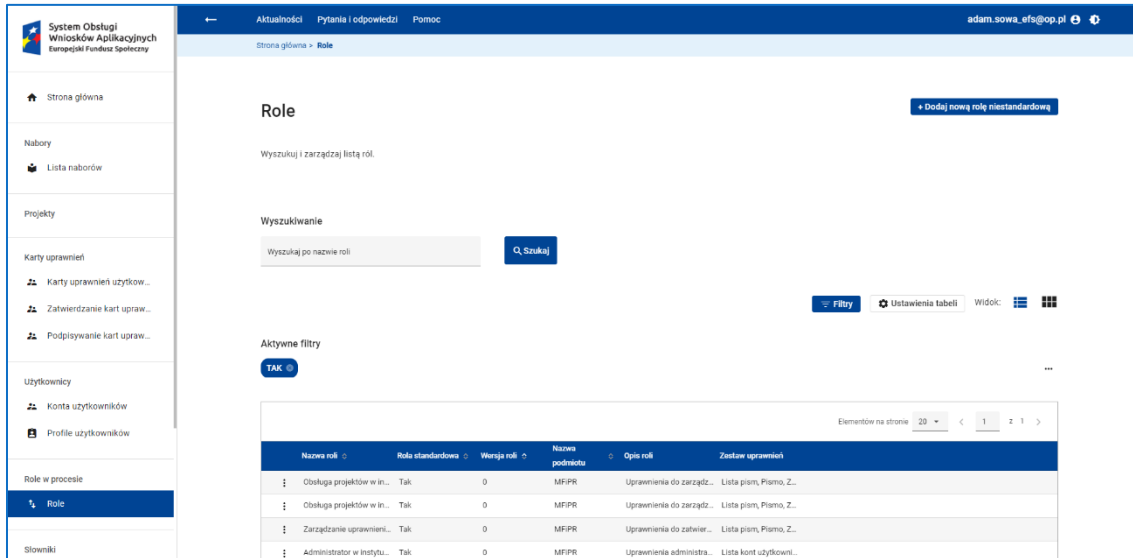 System Obsługi
Wniosków Aplikacyjnych
Europejski Fundusz Społeczny
Aktualności Pytania i odpowiedzi Pomoc
adam.sowa_efs@op.pl
Strona główna > Role
Strona główna
Nabory
Lista naborów
Projekty
Karty uprawnień
Karty uprawnień użytkow...
Zatwierdzanie kart upraw...
Podpisywanie kart upraw...
Użytkownicy
Konta użytkowników
Profile użytkowników
Role w procesie
Role
Słowniki
Role
+ Dodaj nową rolę niestandardową
Wyszukuj i zarządzaj listą ról.
Wyszukiwanie
Wyszukaj po nazwie roli
Szukaj
Filtry Ustawienia tabeli Widok:
Aktywne filtry
TAK
...
Elementów na stronie 20 < 1 z 1 >
Nazwa roli Rola standardowa Wersja roli Nazwa podmiotu Opis roli Zestaw uprawnień
Obsługa projektów w in... Tak 0 MFiPR Uprawnienia do zarządz... Lista pism, Pismo, Z...
Obsługa projektów w in... Tak 0 MFiPR Uprawnienia do zarządz... Lista pism, Pismo, Z...
Zarządzanie uprawnieni... Tak 0 MFiPR Uprawnienia do zatwier... Lista pism, Pismo, Z...
Administrator w instytu... Tak 0 MFiPR Uprawnienia administra... Lista kont użytkowni...